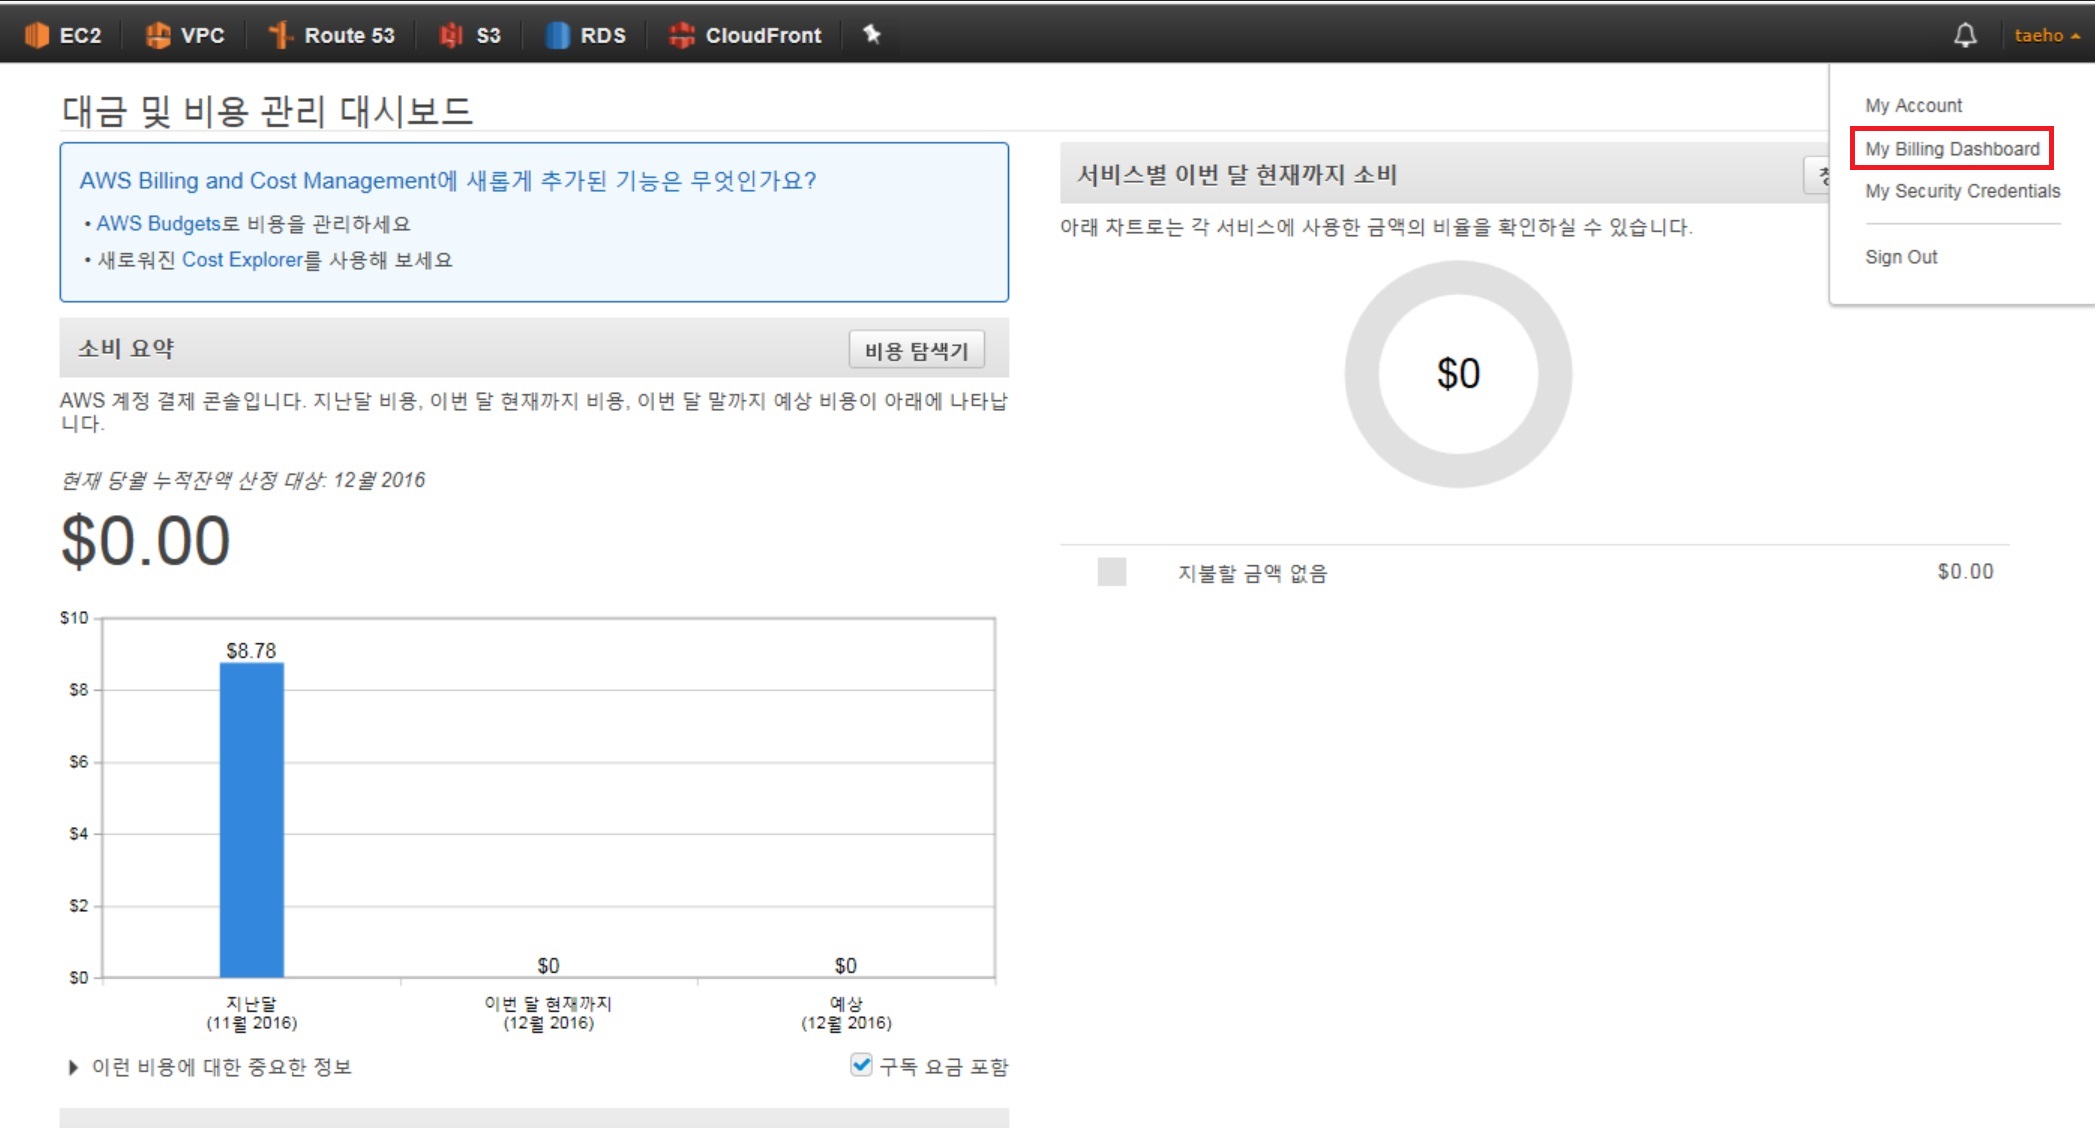 EC2 VPC Route 53 S3 RDS CloudFront taeho
My Account
My Billing Dashboard
My Security Credentials
Sign Out
대금 및 비용 관리 대시보드
AWS Billing and Cost Management에 새롭게 추가된 기능은 무엇인가요?
• AWS Budgets로 비용을 관리하세요
• 새로워진 Cost Explorer를 사용해 보세요
소비 요약
비용 탐색기
AWS 계정 결제 콘솔입니다. 지난달 비용, 이번 달 현재까지 비용, 이번 달 말까지 예상 비용이 아래에 나타납
니다.
현재 당월 누적잔액 산정 대상: 12월 2016
$0.00
$10
$8
$6
$4
$2
$0
$8.78
$0
$0
지난달
(11월 2016)
이번 달 현재까지
(12월 2016)
예상
(12월 2016)
이런 비용에 대한 중요한 정보
구독 요금 포함
서비스별 이번 달 현재까지 소비
아래 차트로는 각 서비스에 사용한 금액의 비율을 확인하실 수 있습니다.
$0
지불할 금액 없음 $0.00